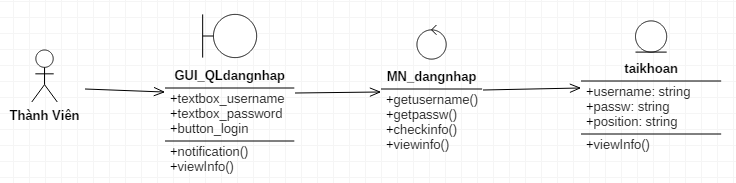 Thành Viên
GUI_QLdangnhap
+textbox_username
+textbox_password
+button_login
+notification()
+viewInfo()
MN_dangnhap
+getusername()
+getpassw()
+checkinfo()
+viewinfo()
taikhoan
+username: string
+passw: string
+position: string
+viewInfo()